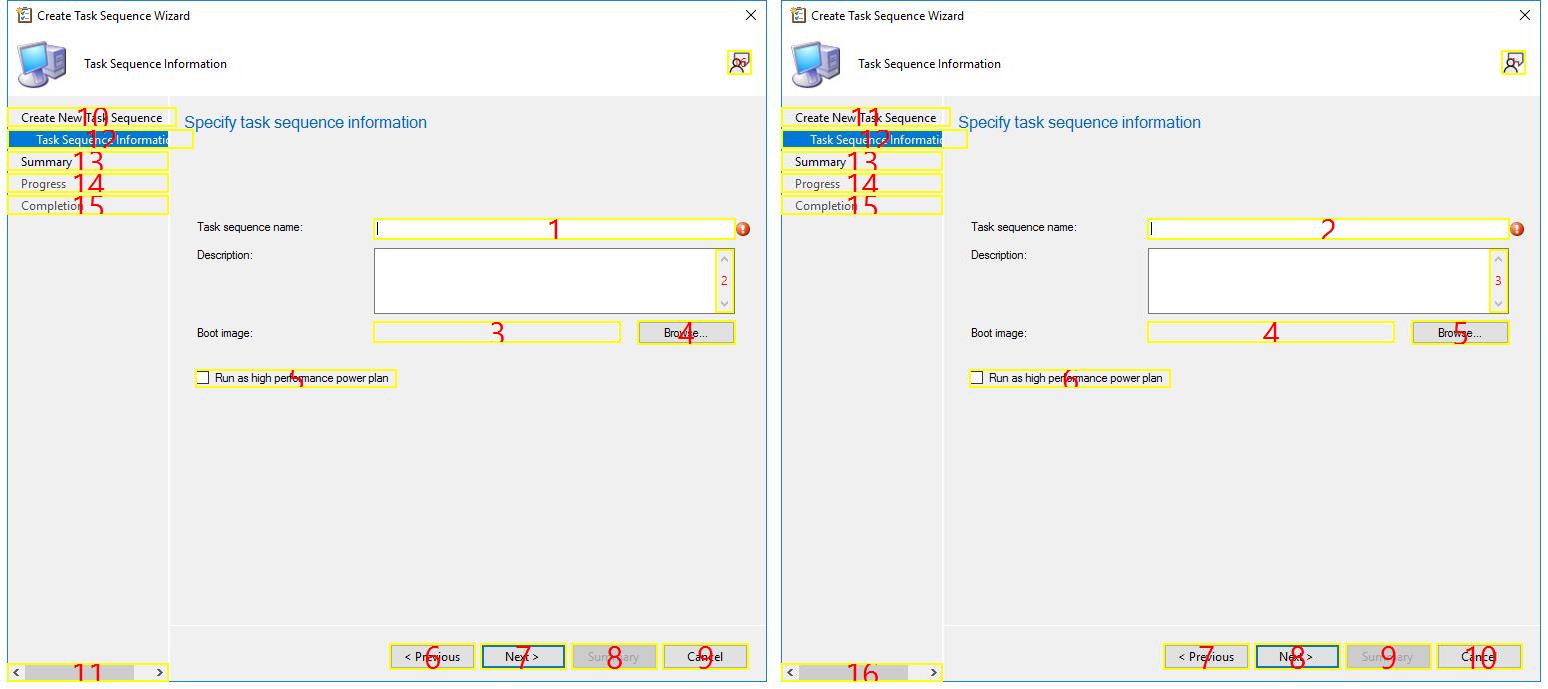 Create Task Sequence Wizard
Task Sequence Information
16
Create New Task Sequence
10
Task Sequence Informatio
12
Summary
13
Progress
14
Completion
15
Specify task sequence information
Task sequence name:
1
Description:
2
Boot image:
3
Browse...
4
Run as high performance power plan
5
< Previous
6
Next >
7
Summary
8
Cancel
9
11
Create Task Sequence Wizard
Task Sequence Information
1
Create New Task Sequence
11
Task Sequence Informatio
12
Summary
13
Progress
14
Completion
15
Specify task sequence information
Task sequence name:
2
Description:
3
Boot image:
4
Browse...
5
Run as high performance power plan
6
< Previous
7
Next >
8
Summary
9
Cancel
10
16